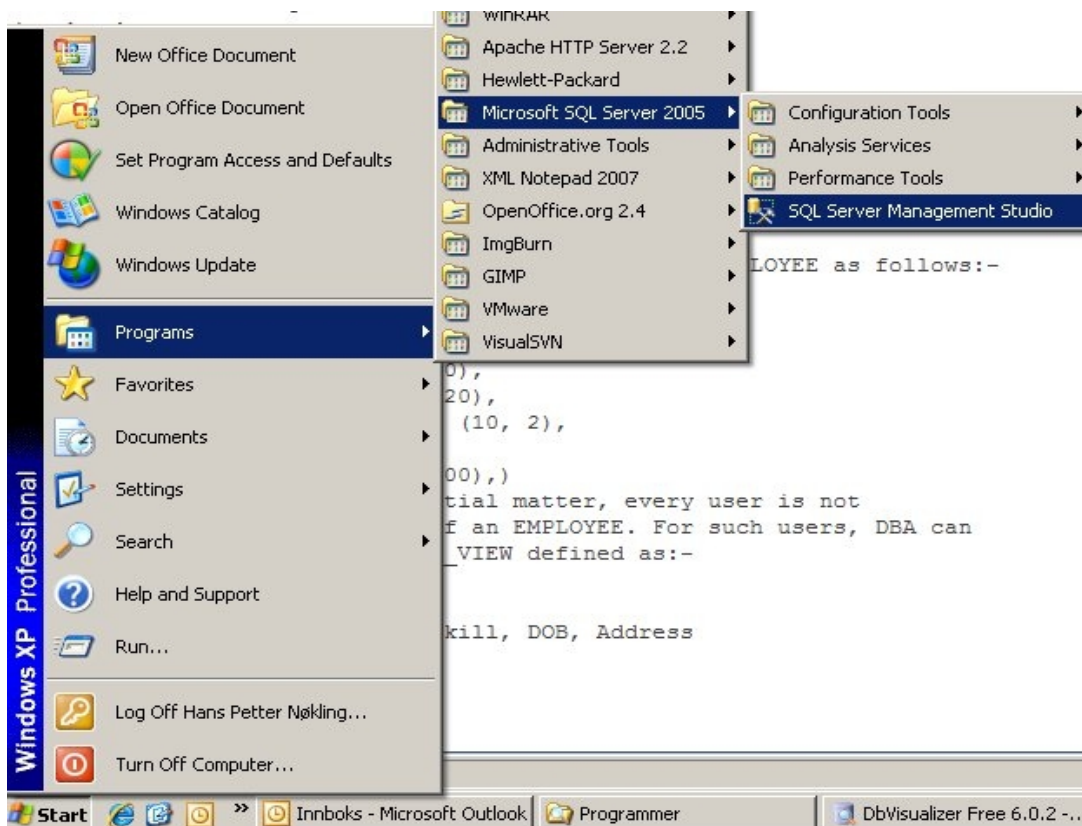 New Office Document
Open Office Document
Set Program Access and Defaults
Windows Catalog
Windows Update
Programs
Favorites
Documents
Settings
Search
Help and Support
Run...
Log Off Hans Petter Nøkling...
Turn Off Computer...
Windows XP Professional
WinRAR
Apache HTTP Server 2.2
Hewlett-Packard
Microsoft SQL Server 2005
Administrative Tools
XML Notepad 2007
OpenOffice.org 2.4
ImgBurn
GIMP
VMware
VisualSVN
Configuration Tools
Analysis Services
Performance Tools
SQL Server Management Studio
LOYEE as follows:-
0),
20),
(10, 2),
00),)
tial matter, every user is not
f an EMPLOYEE. For such users, DBA can
_VIEW defined as:-
kill, DOB, Address
Start
»
Innboks - Microsoft Outlook
Programmer
DbVisualizer Free 6.0.2 -...